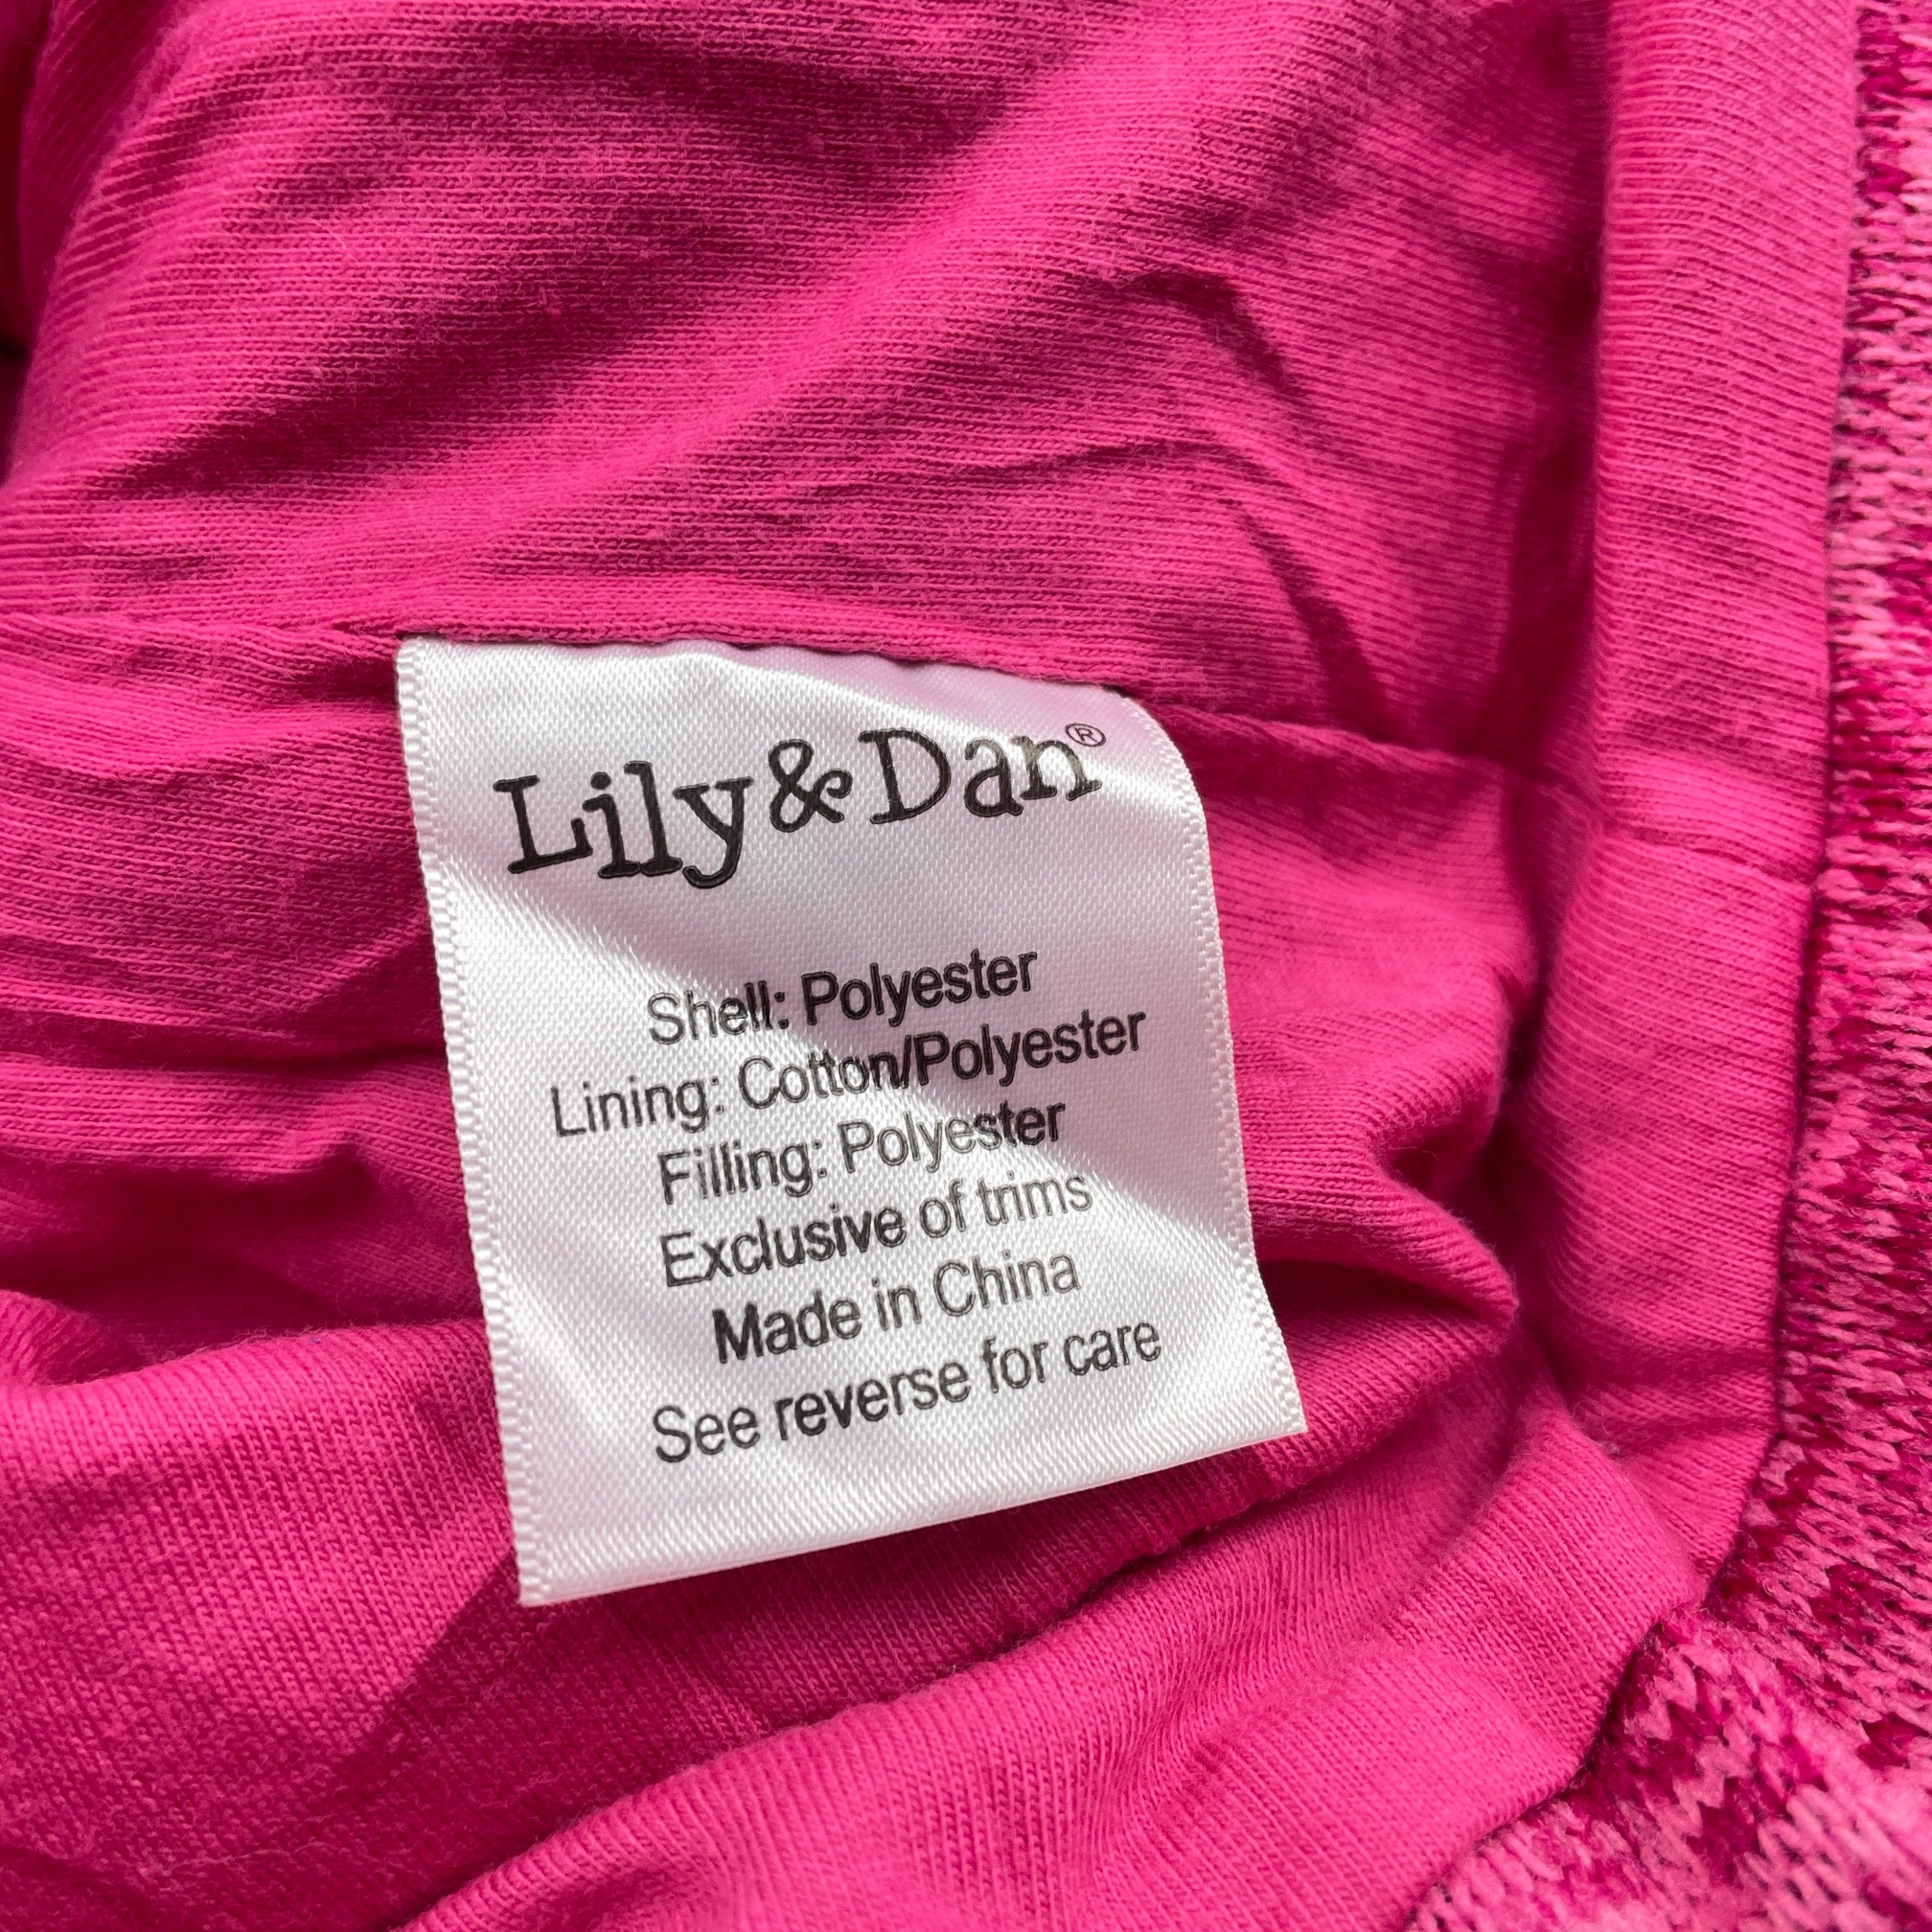 Lily&Dan®
Shell: Polyester
Lining: Cotton/Polyester
Filling: Polyester
Exclusive of trims
Made in China
See reverse for care